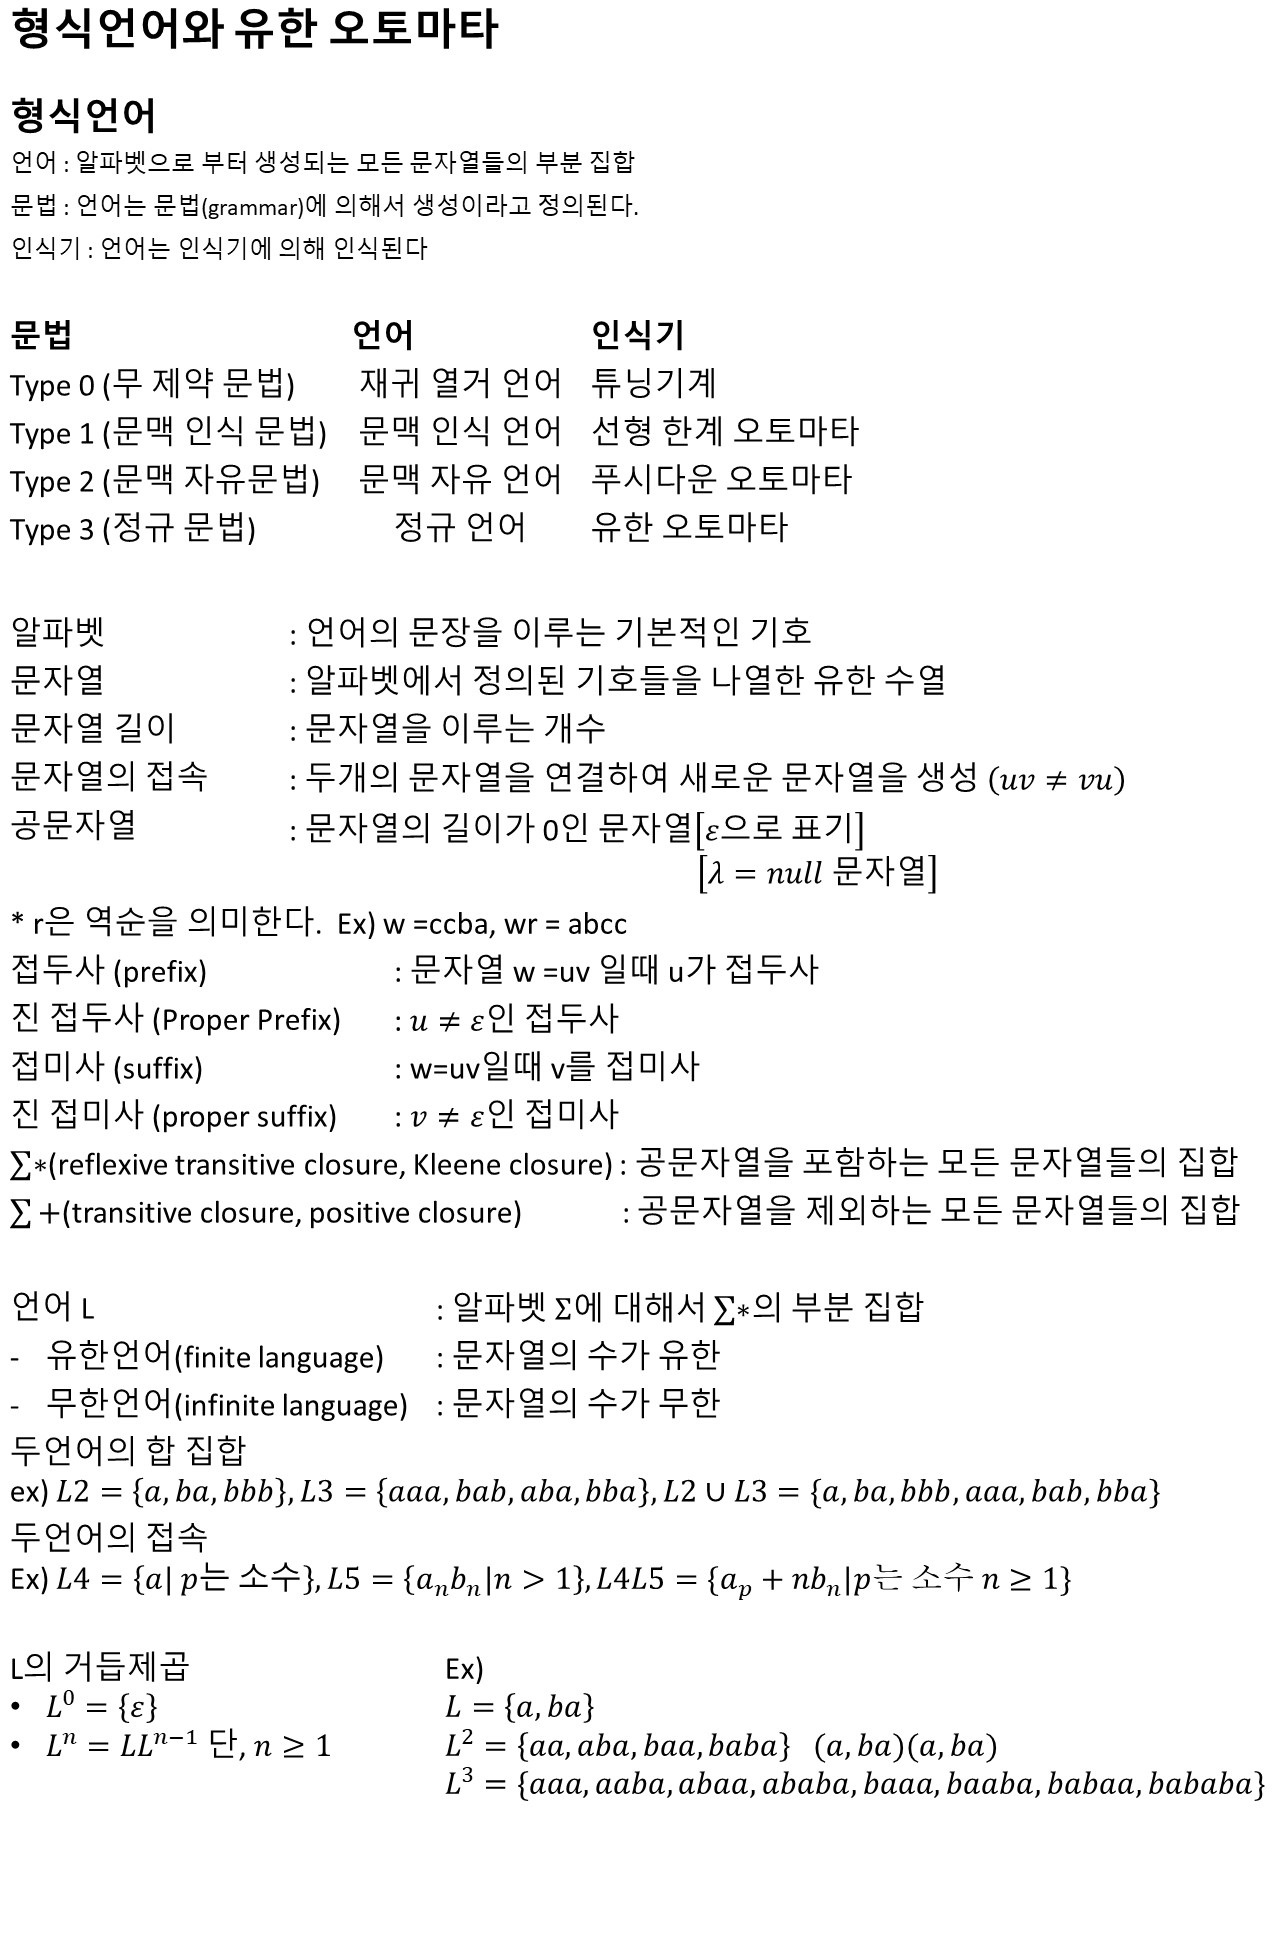 형식언어와 유한 오토마타
형식언어
언어 : 알파벳으로 부터 생성되는 모든 문자열들의 부분 집합
문법 : 언어는 문법(grammar)에 의해서 생성이라고 정의된다.
인식기 : 언어는 인식기에 의해 인식된다
문법 언어 인식기
Type 0 (무 제약 문법) 재귀 열거 언어 튜닝기계
Type 1 (문맥 인식 문법) 문맥 인식 언어 선형 한계 오토마타
Type 2 (문맥 자유문법) 문맥 자유 언어 푸시다운 오토마타
Type 3 (정규 문법) 정규 언어 유한 오토마타
알파벳 : 언어의 문장을 이루는 기본적인 기호
문자열 : 알파벳에서 정의된 기호들을 나열한 유한 수열
문자열 길이 : 문자열을 이루는 개수
문자열의 접속 : 두개의 문자열을 연결하여 새로운 문자열을 생성 (uv ≠ vu)
공문자열 : 문자열의 길이가 0인 문자열[ε으로 표기]
[λ = null 문자열]
* r은 역순을 의미한다. Ex) w =ccba, wr = abcc
접두사 (prefix) : 문자열 w =uv 일때 u가 접두사
진 접두사 (Proper Prefix) : u ≠ ε인 접두사
접미사 (suffix) : w=uv일때 v를 접미사
진 접미사 (proper suffix) : v ≠ ε인 접미사
∑*(reflexive transitive closure, Kleene closure) : 공문자열을 포함하는 모든 문자열들의 집합
∑ +(transitive closure, positive closure) : 공문자열을 제외하는 모든 문자열들의 집합
언어 L : 알파벳 Σ에 대해서 ∑*의 부분 집합
- 유한언어(finite language) : 문자열의 수가 유한
- 무한언어(infinite language) : 문자열의 수가 무한
두언어의 합 집합
ex) L2 = {a, ba, bbb}, L3 = {aaa, bab, aba, bba}, L2 ∪ L3 = {a, ba, bbb, aaa, bab, bba}
두언어의 접속
Ex) L4 = {a| p는 소수}, L5 = {aₙbₙ|n > 1}, L4L5 = {aₚ + nbₙ|p는 소수 n ≥ 1}
L의 거듭제곱 Ex)
• L⁰ = {ε} L = {a, ba}
• Lⁿ = LLⁿ⁻¹ 단, n ≥ 1 L² = {aa, aba, baa, baba} (a, ba)(a, ba)
L³ = {aaa, aaba, abaa, ababa, baaa, baaba, babaa, bababa}